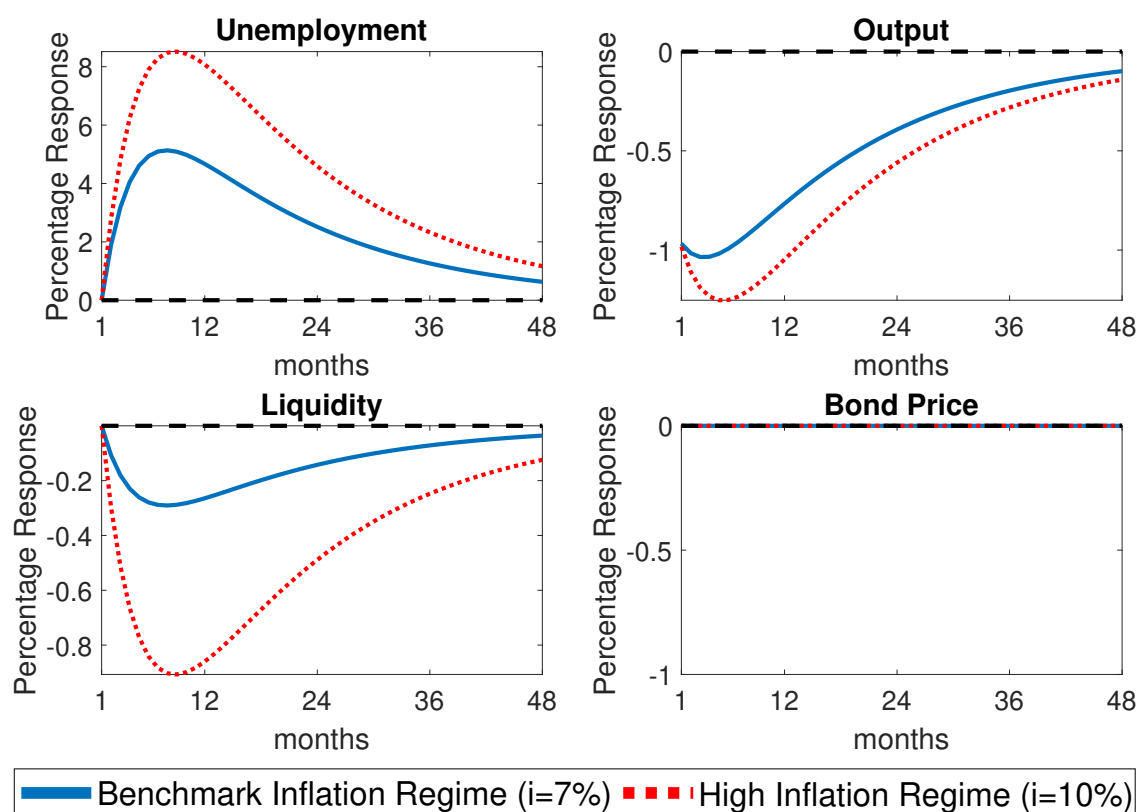 Unemployment
Percentage Response
8
6
4
2
0
1 12 24 36 48
months
Output
Percentage Response
0
-0.5
-1
1 12 24 36 48
months
Liquidity
Percentage Response
-0.2
-0.4
-0.6
-0.8
1 12 24 36 48
months
Bond Price
Percentage Response
0
-0.5
-1
1 12 24 36 48
months
Benchmark Inflation Regime (i=7%) High Inflation Regime (i=10%)